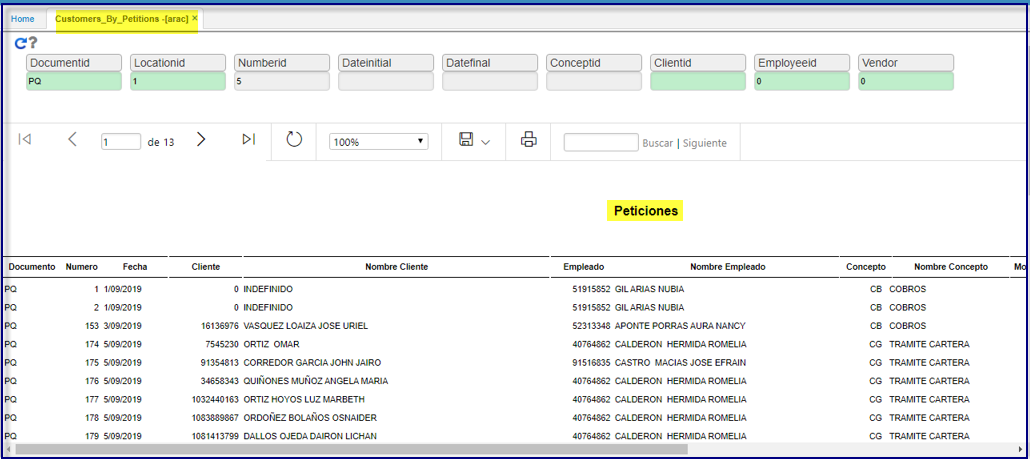 Home Customers_By_Petitions -[arac] ×
?
Documentid Locationid Numberid Dateinitial Datefinal Conceptid Clientid Employeeid Vendor
PQ 1 5 0 0
1 de 13 100% Buscar | Siguiente
Peticiones
Documento Numero Fecha Cliente Nombre Cliente Empleado Nombre Empleado Concepto Nombre Concepto Mo
PQ 1 1/09/2019 0 INDEFINIDO 51915852 GIL ARIAS NUBIA CB COBROS
PQ 2 1/09/2019 0 INDEFINIDO 51915852 GIL ARIAS NUBIA CB COBROS
PQ 153 3/09/2019 16136976 VASQUEZ LOAIZA JOSE URIEL 52313348 APONTE PORRAS AURA NANCY CB COBROS
PQ 174 5/09/2019 7545230 ORTIZ OMAR 40764862 CALDERON HERMIDA ROMELIA CG TRAMITE CARTERA
PQ 175 5/09/2019 91354813 CORREDOR GARCIA JOHN JAIRO 91516835 CASTRO MACIAS JOSE EFRAIN CG TRAMITE CARTERA
PQ 176 5/09/2019 34658343 QUIÑONES MUÑOZ ANGELA MARIA 40764862 CALDERON HERMIDA ROMELIA CG TRAMITE CARTERA
PQ 177 5/09/2019 1032440163 ORTIZ HOYOS LUZ MARBETH 40764862 CALDERON HERMIDA ROMELIA CG TRAMITE CARTERA
PQ 178 5/09/2019 1083889867 ORDOÑEZ BOLAÑOS OSNAIDER 40764862 CALDERON HERMIDA ROMELIA CG TRAMITE CARTERA
PQ 179 5/09/2019 1081413799 DALLOS OJEDA DAIRON LICHAN 40764862 CALDERON HERMIDA ROMELIA CG TRAMITE CARTERA